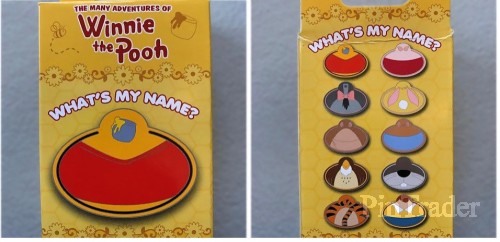 THE MANY ADVENTURES OF
Winnie
the Pooh
WHAT'S MY NAME?
WHAT'S MY NAME?
PinTrader